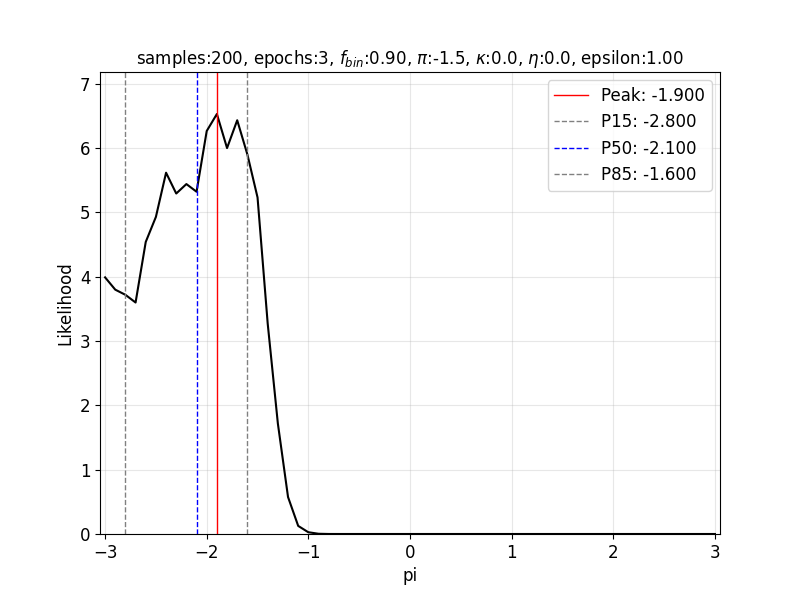 samples:200, epochs:3, f_bin:0.90, π:-1.5, κ:0.0, η:0.0, epsilon:1.00
Peak: -1.900
P15: -2.800
P50: -2.100
P85: -1.600
7
6
5
4
3
2
1
0
Likelihood
−3
−2
−1
0
1
2
3
pi